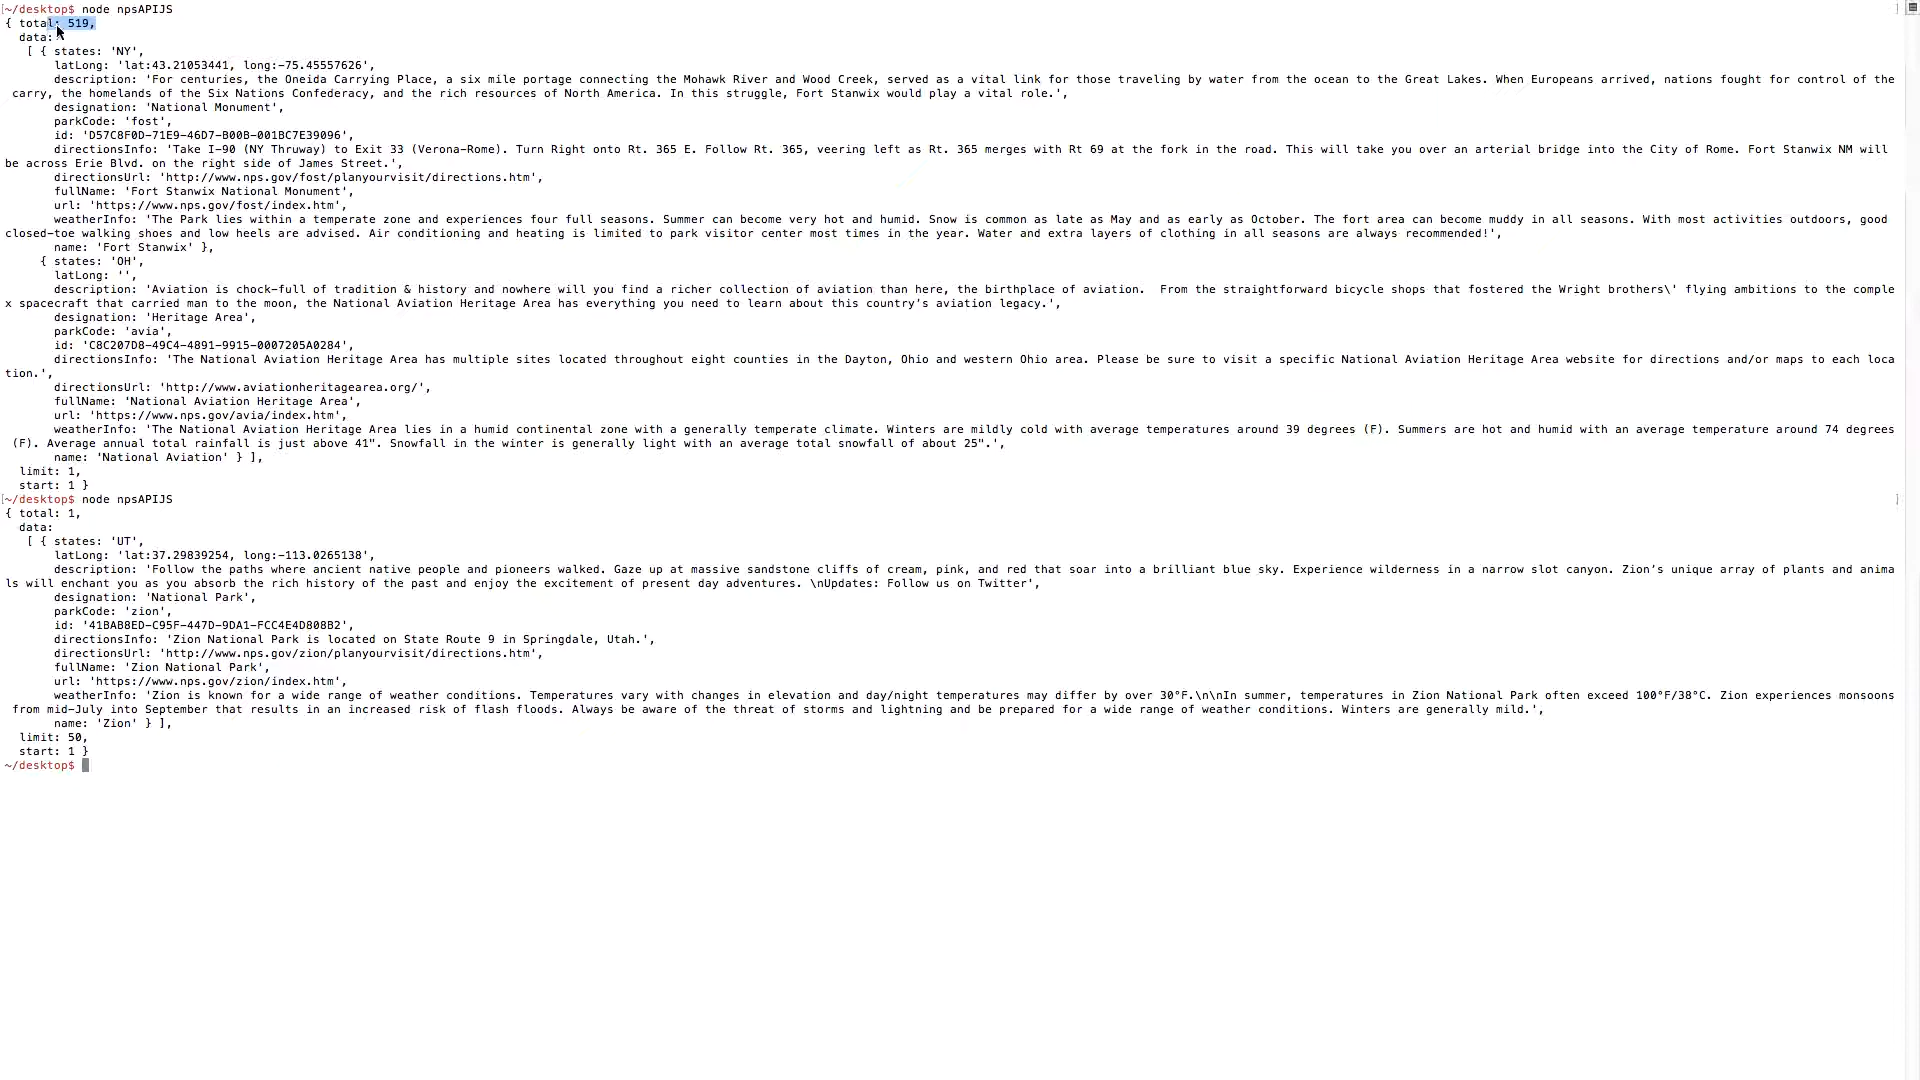 [~/desktop$ node npsAPIJS ]
{ total: 519,
data:
[ { states: 'NY',
latLong: 'lat:43.21053441, long:-75.45557626',
description: 'For centuries, the Oneida Carrying Place, a six mile portage connecting the Mohawk River and Wood Creek, served as a vital link for those traveling by water from the ocean to the Great Lakes. When Europeans arrived, nations fought for control of the
carry, the homelands of the Six Nations Confederacy, and the rich resources of North America. In this struggle, Fort Stanwix would play a vital role.',
designation: 'National Monument',
parkCode: 'fost',
id: 'D57C8F0D-71E9-46D7-B00B-001BC7E39096',
directionsInfo: 'Take I-90 (NY Thruway) to Exit 33 (Verona-Rome). Turn Right onto Rt. 365 E. Follow Rt. 365, veering left as Rt. 365 merges with Rt 69 at the fork in the road. This will take you over an arterial bridge into the City of Rome. Fort Stanwix NM will
be across Erie Blvd. on the right side of James Street.',
directionsUrl: 'http://www.nps.gov/fost/planyourvisit/directions.htm',
fullName: 'Fort Stanwix National Monument',
url: 'https://www.nps.gov/fost/index.htm',
weatherInfo: 'The Park lies within a temperate zone and experiences four full seasons. Summer can become very hot and humid. Snow is common as late as May and as early as October. The fort area can become muddy in all seasons. With most activities outdoors, good
closed-toe walking shoes and low heels are advised. Air conditioning and heating is limited to park visitor center most times in the year. Water and extra layers of clothing in all seasons are always recommended!',
name: 'Fort Stanwix' },
{ states: 'OH',
latLong: '',
description: 'Aviation is chock-full of tradition & history and nowhere will you find a richer collection of aviation than here, the birthplace of aviation.  From the straightforward bicycle shops that fostered the Wright brothers\' flying ambitions to the comple
x spacecraft that carried man to the moon, the National Aviation Heritage Area has everything you need to learn about this country's aviation legacy.',
designation: 'Heritage Area',
parkCode: 'avia',
id: 'C8C207D8-49C4-4891-9915-0007205A0284',
directionsInfo: 'The National Aviation Heritage Area has multiple sites located throughout eight counties in the Dayton, Ohio and western Ohio area. Please be sure to visit a specific National Aviation Heritage Area website for directions and/or maps to each loca
tion.',
directionsUrl: 'http://www.aviationheritagearea.org/',
fullName: 'National Aviation Heritage Area',
url: 'https://www.nps.gov/avia/index.htm',
weatherInfo: 'The National Aviation Heritage Area lies in a humid continental zone with a generally temperate climate. Winters are mildly cold with average temperatures around 39 degrees (F). Summers are hot and humid with an average temperature around 74 degrees
(F). Average annual total rainfall is just above 41". Snowfall in the winter is generally light with an average total snowfall of about 25".',
name: 'National Aviation' } ],
limit: 1,
start: 1 }
[~/desktop$ node npsAPIJS ]
{ total: 1,
data:
[ { states: 'UT',
latLong: 'lat:37.29839254, long:-113.0265138',
description: 'Follow the paths where ancient native people and pioneers walked. Gaze up at massive sandstone cliffs of cream, pink, and red that soar into a brilliant blue sky. Experience wilderness in a narrow slot canyon. Zion's unique array of plants and anima
ls will enchant you as you absorb the rich history of the past and enjoy the excitement of present day adventures. \nUpdates: Follow us on Twitter',
designation: 'National Park',
parkCode: 'zion',
id: '41BAB8ED-C95F-447D-9DA1-FCC4E4D808B2',
directionsInfo: 'Zion National Park is located on State Route 9 in Springdale, Utah.',
directionsUrl: 'http://www.nps.gov/zion/planyourvisit/directions.htm',
fullName: 'Zion National Park',
url: 'https://www.nps.gov/zion/index.htm',
weatherInfo: 'Zion is known for a wide range of weather conditions. Temperatures vary with changes in elevation and day/night temperatures may differ by over 30°F.\n\nIn summer, temperatures in Zion National Park often exceed 100°F/38°C. Zion experiences monsoons
from mid-July into September that results in an increased risk of flash floods. Always be aware of the threat of storms and lightning and be prepared for a wide range of weather conditions. Winters are generally mild.',
name: 'Zion' } ],
limit: 50,
start: 1 }
~/desktop$